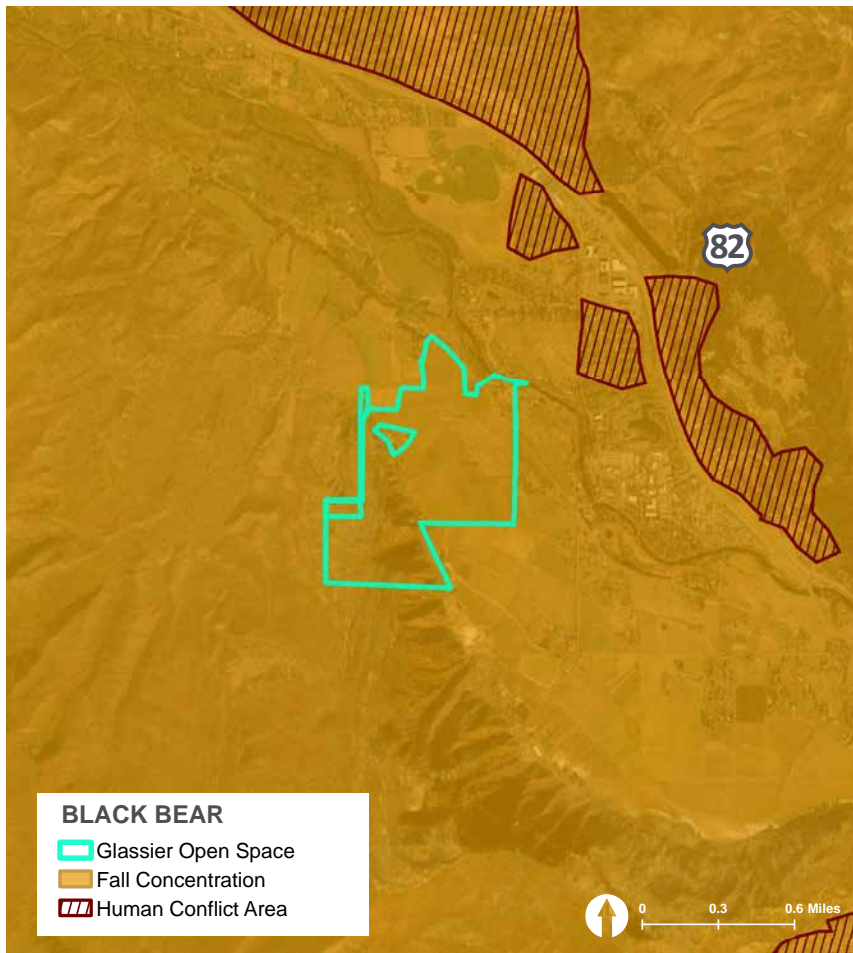 82
BLACK BEAR
Glassier Open Space
Fall Concentration
Human Conflict Area
0 0.3 0.6 Miles